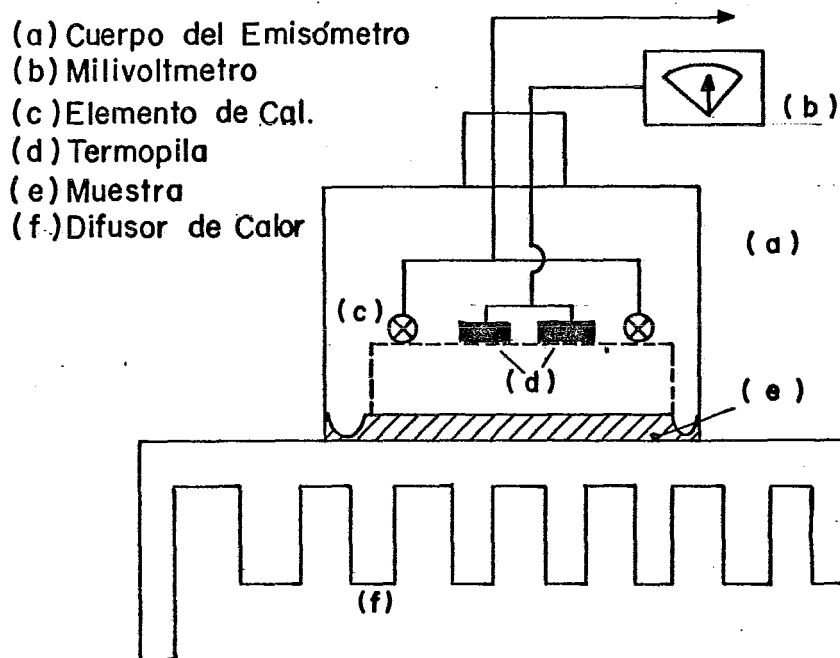 (a) Cuerpo del Emisómetro
(b) Milivoltmetro
(c) Elemento de Cal.
(d) Termopila
(e) Muestra
(f) Difusor de Calor
(b)
(a)
(c)
(d)
(e)
(f)